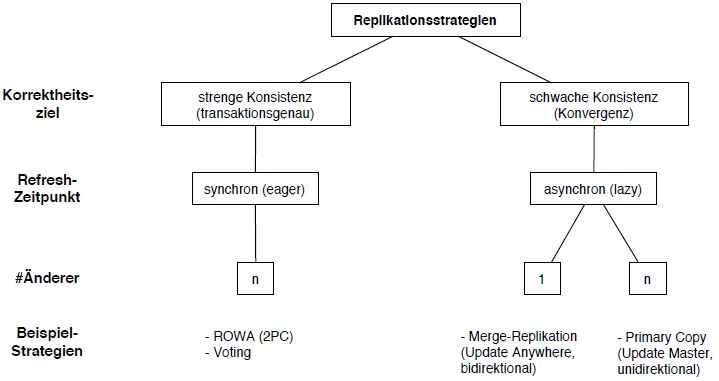 Replikationsstrategien
Korrektheits-
ziel
strenge Konsistenz
(transaktionsgenau)
schwache Konsistenz
(Konvergenz)
Refresh-
Zeitpunkt
synchron (eager)
asynchron (lazy)
#Änderer
n
1
n
Beispiel-
Strategien
- ROWA (2PC)
- Voting
- Merge-Replikation
(Update Anywhere,
bidirektional)
- Primary Copy
(Update Master,
unidirektional)